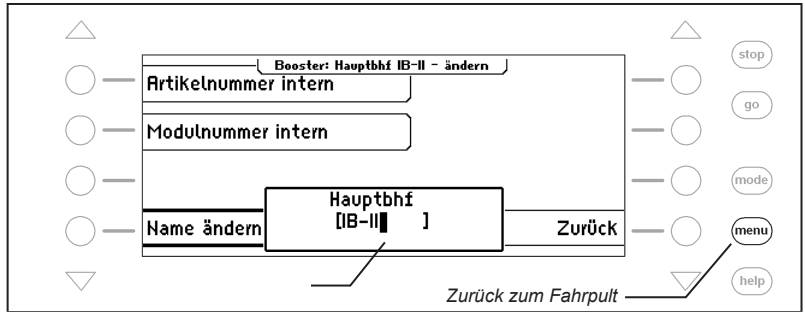 Booster: Hauptbhf IB-II - ändern
Artikelnummer intern
Modulnummer intern
Hauptbhf
[IB-II ]
Name ändern
Zurück
Zurück zum Fahrpult
stop
go
mode
menu
help